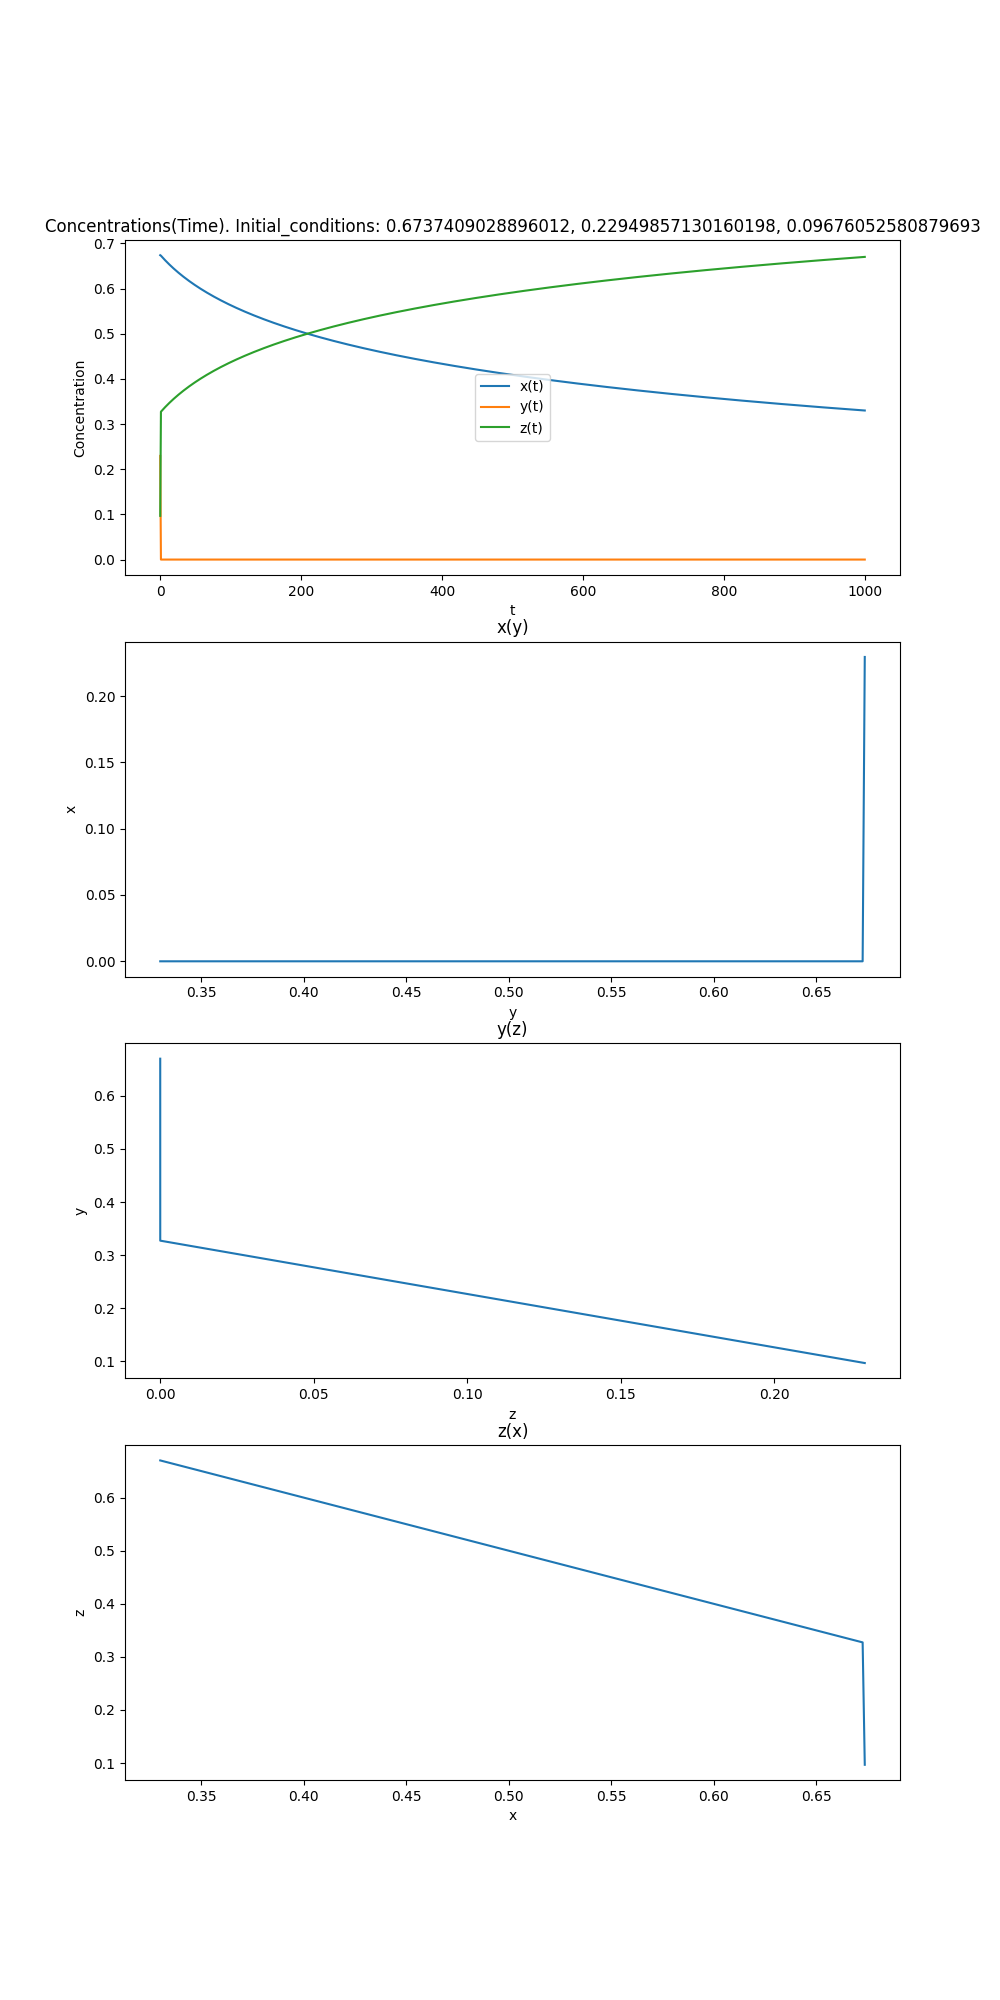 Concentrations(Time). Initial_conditions: 0.6737409028896012, 0.22949857130160198, 0.09676052580879693
0.7
0.6
0.5
0.4
0.3
0.2
0.1
0.0
Concentration
x(t)
y(t)
z(t)
0 200 400 600 800 1000
t
x(y)
0.20
0.15
0.10
0.05
0.00
x
0.35 0.40 0.45 0.50 0.55 0.60 0.65
y
y(z)
0.6
0.5
0.4
0.3
0.2
0.1
y
0.00 0.05 0.10 0.15 0.20
z
z(x)
0.6
0.5
0.4
0.3
0.2
0.1
z
0.35 0.40 0.45 0.50 0.55 0.60 0.65
x